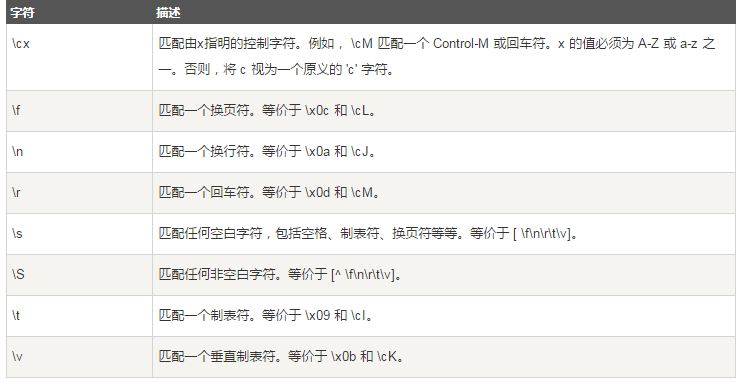 字符 描述
\cx 匹配由x指明的控制字符。例如， \cM 匹配一个 Control-M 或回车符。x 的值必须为 A-Z 或 a-z 之
一。否则，将 c 视为一个原义的 'c' 字符。
\f 匹配一个换页符。等价于 \x0c 和 \cL。
\n 匹配一个换行符。等价于 \x0a 和 \cJ。
\r 匹配一个回车符。等价于 \x0d 和 \cM。
\s 匹配任何空白字符，包括空格、制表符、换页符等等。等价于 [ \f\n\r\t\v]。
\S 匹配任何非空白字符。等价于 [^ \f\n\r\t\v]。
\t 匹配一个制表符。等价于 \x09 和 \cI。
\v 匹配一个垂直制表符。等价于 \x0b 和 \cK。